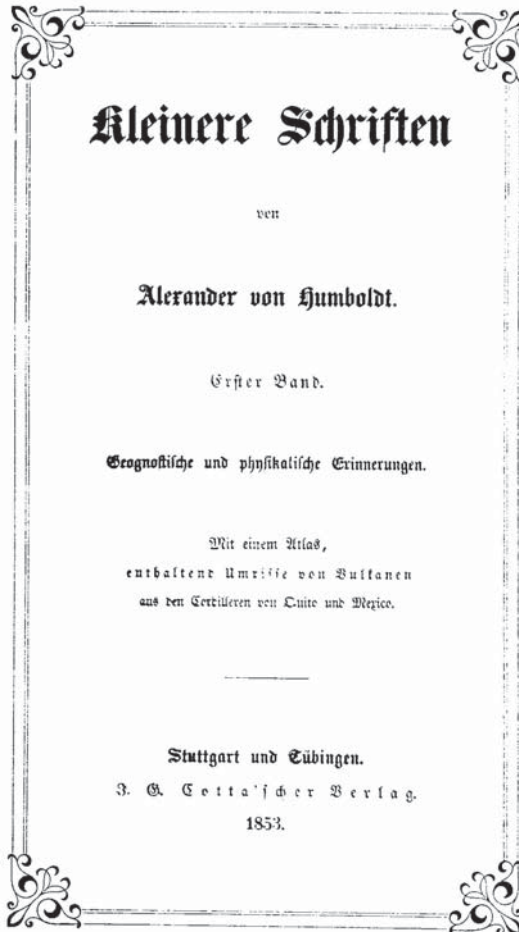 Kleinere Schriften
von
Alexander von Humboldt.
Erster Band.
Geognostische und physikalische Erinnerungen.
Mit einem Atlas,
enthaltend Umrisse von Vulkanen
aus den Cordilleren von Quito und Mexico.
Stuttgart und Tübingen.
J. G. Cotta'scher Verlag.
1853.